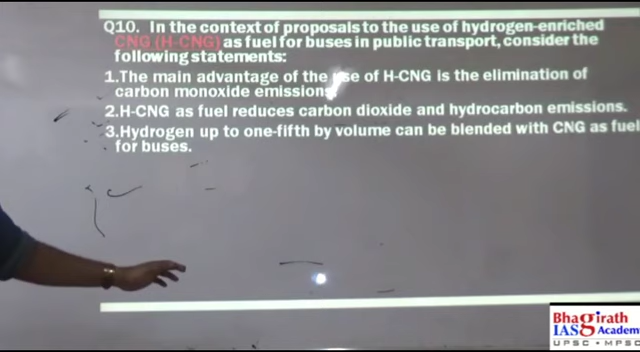 Q10. In the context of proposals to the use of hydrogen-enriched
CNG (H-CNG) as fuel for buses in public transport, consider the
following statements:
1.The main advantage of the use of H-CNG is the elimination of
carbon monoxide emissions.
2.H-CNG as fuel reduces carbon dioxide and hydrocarbon emissions.
3.Hydrogen up to one-fifth by volume can be blended with CNG as fuel
for buses.
Bhagirath
IAS Academ
UPSC • MPSC